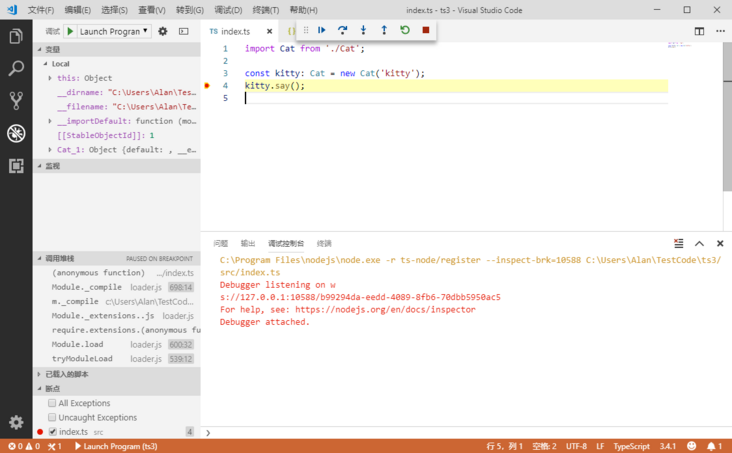 文件(F) 编辑(E) 选择(S) 查看(V) 转到(G) 调试(D) 终端(T) 帮助(H) index.ts - ts3 - Visual Studio Code
调试 Launch Program
TS index.ts
变量
Local
this: Object
__dirname: "C:\Users\Alan\Tes…
__filename: "C:\Users\Alan\Te…
__importDefault: function (mo…
[[StableObjectId]]: 1
Cat_1: Object {default: , __e…
监视
调用堆栈 PAUSED ON BREAKPOINT
(anonymous function) …/index.ts
Module._compile loader.js 698:14
m._compile c:\Users\Alan\TestCod…
Module._extensions..js loader.js
require.extensions.(anonymous fu
Module.load loader.js 600:32
tryModuleLoad loader.js 539:12
已载入的脚本
断点
All Exceptions
Uncaught Exceptions
index.ts src 4
1 import Cat from './Cat';
2
3 const kitty: Cat = new Cat('kitty');
4 kitty.say();
5
问题 输出 调试控制台 终端
C:\Program Files\nodejs\node.exe -r ts-node/register --inspect-brk=10588 C:\Users\Alan\TestCode\ts3/
src/index.ts
Debugger listening on w
s://127.0.0.1:10588/b99294da-eedd-4089-8fb6-70dbb5950ac5
For help, see: https://nodejs.org/en/docs/inspector
Debugger attached.
0 0 1 Launch Program (ts3) 行 5，列 1 空格: 2 UTF-8 LF TypeScript 3.4.1 1